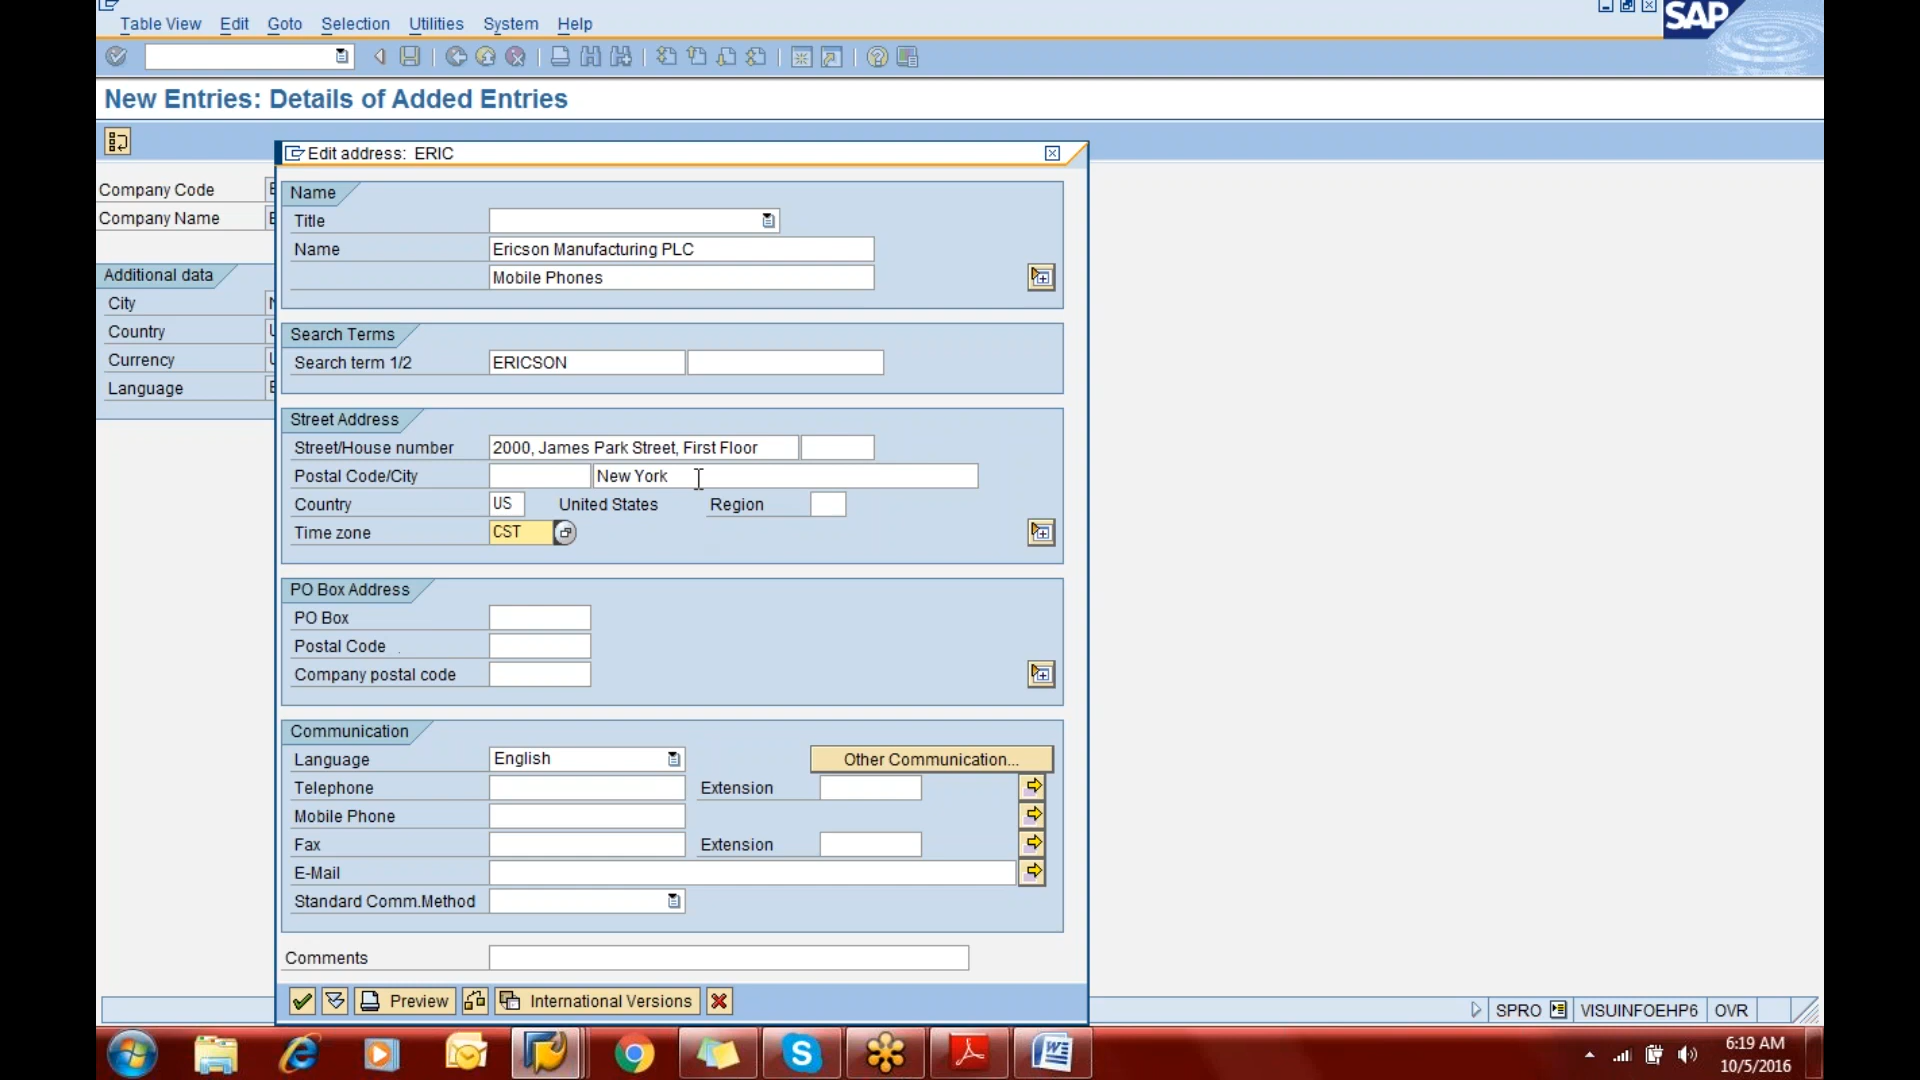 Table View Edit Goto Selection Utilities System Help
SAP
New Entries: Details of Added Entries
Edit address: ERIC
Company Code
Company Name
Additional data
City
Country
Currency
Language
Name
Title
Name Ericson Manufacturing PLC
Mobile Phones
Search Terms
Search term 1/2 ERICSON
Street Address
Street/House number 2000, James Park Street, First Floor
Postal Code/City New York
Country US United States Region
Time zone CST
PO Box Address
PO Box
Postal Code
Company postal code
Communication
Language English Other Communication...
Telephone Extension
Mobile Phone
Fax Extension
E-Mail
Standard Comm.Method
Comments
Preview International Versions
SPRO VISUINFOEHP6 OVR
6:19 AM
10/5/2016